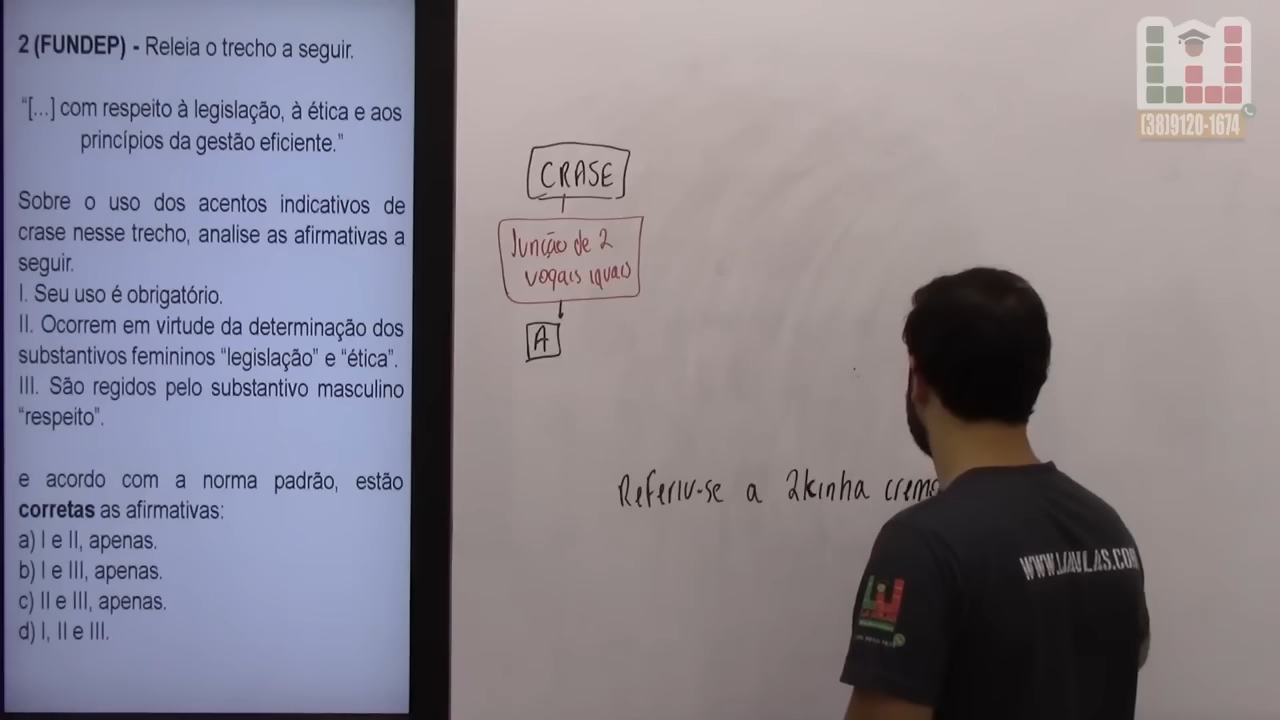 2 (FUNDEP) - Releia o trecho a seguir.
“[...] com respeito à legislação, à ética e aos
princípios da gestão eficiente.”
Sobre o uso dos acentos indicativos de
crase nesse trecho, analise as afirmativas a
seguir.
I. Seu uso é obrigatório.
II. Ocorrem em virtude da determinação dos
substantivos femininos “legislação” e “ética”.
III. São regidos pelo substantivo masculino
“respeito”.
e acordo com a norma padrão, estão
corretas as afirmativas:
a) I e II, apenas.
b) I e III, apenas.
c) II e III, apenas.
d) I, II e III.
CRASE
Junção de 2
vogais iguais
A
Referiu-se a 2kinha
(38)9120-1674